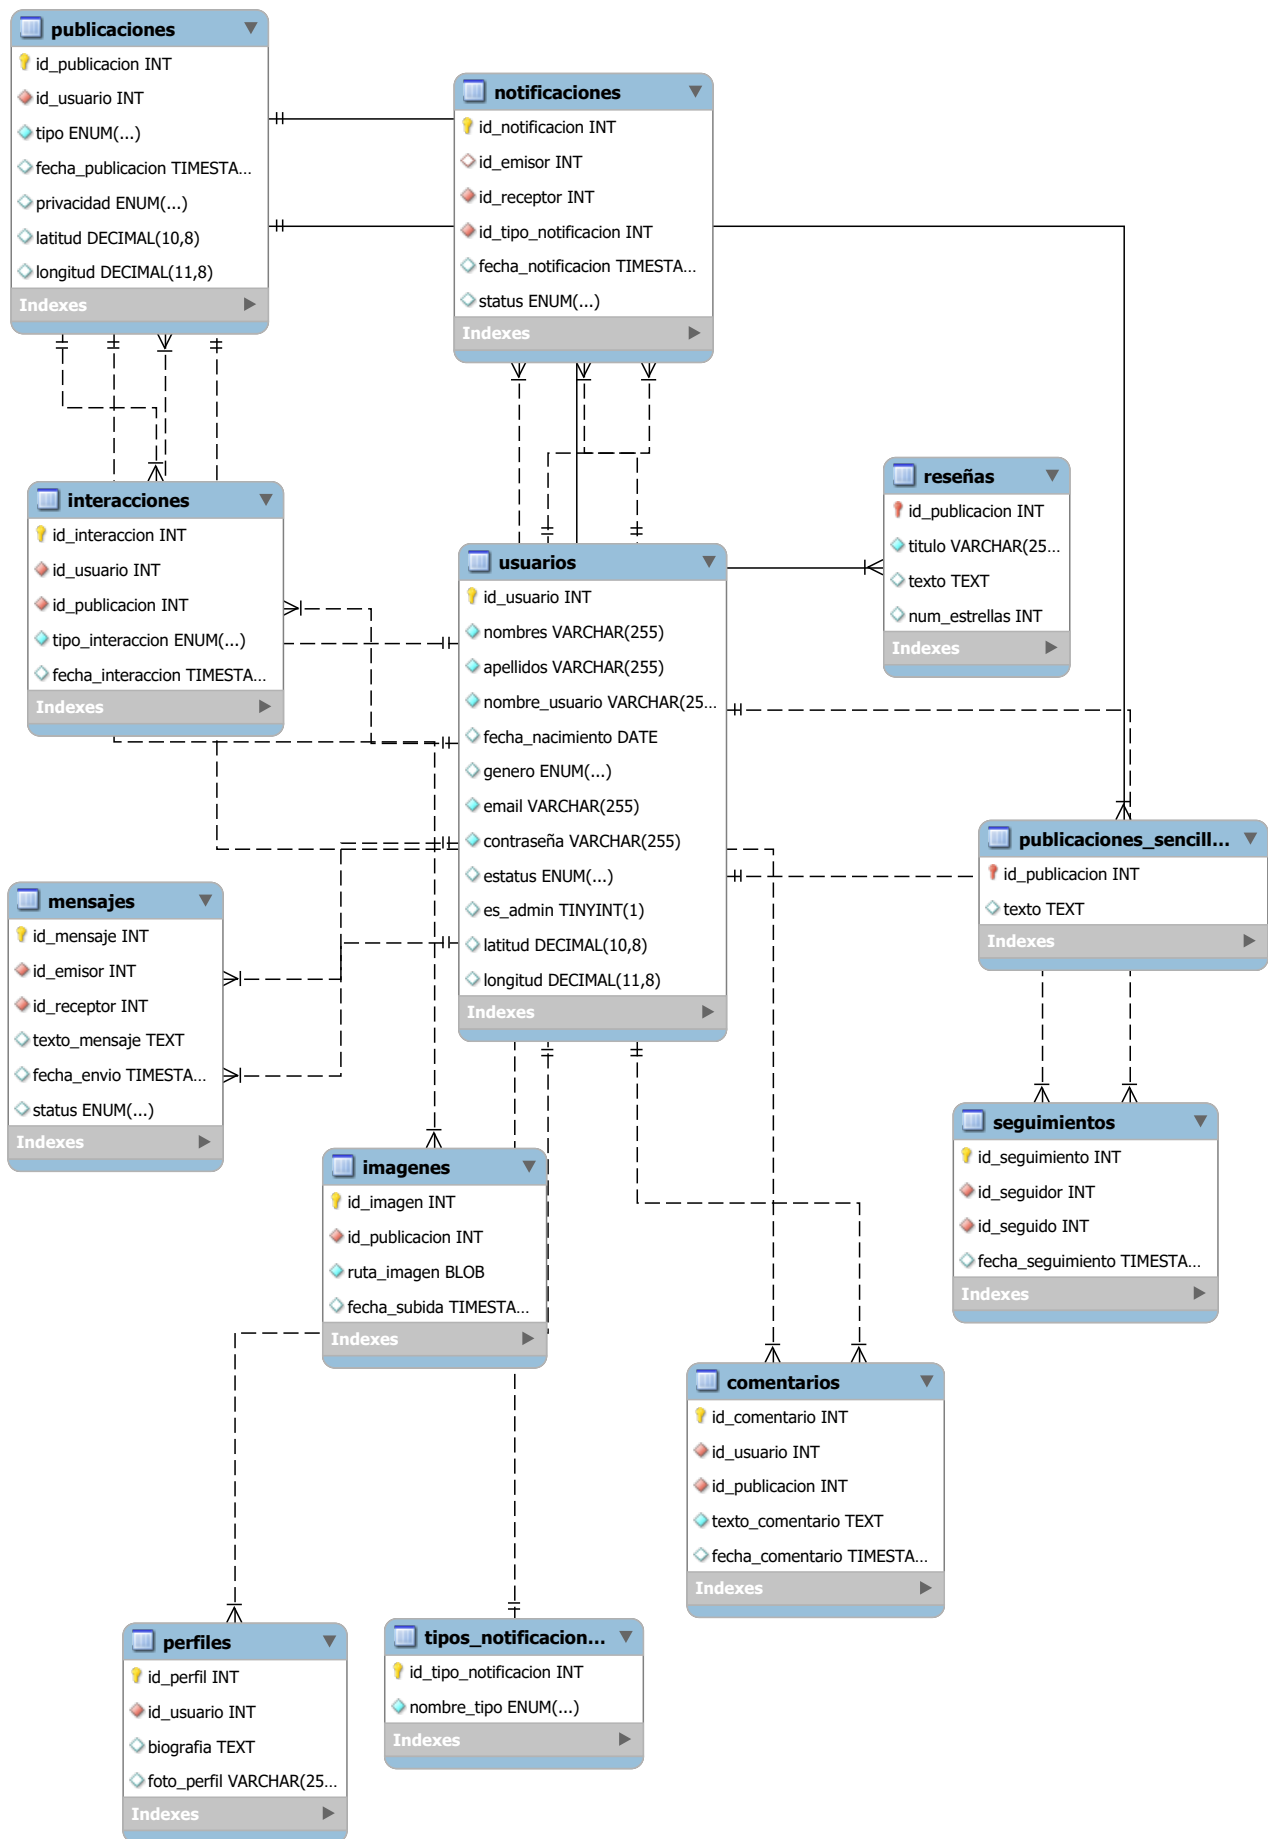 publicaciones
id_publicacion INT
id_usuario INT
tipo ENUM(...)
fecha_publicacion TIMESTA...
privacidad ENUM(...)
latitud DECIMAL(10,8)
longitud DECIMAL(11,8)
Indexes
notificaciones
id_notificacion INT
id_emisor INT
id_receptor INT
id_tipo_notificacion INT
fecha_notificacion TIMESTA...
status ENUM(...)
Indexes
interacciones
id_interaccion INT
id_usuario INT
id_publicacion INT
tipo_interaccion ENUM(...)
fecha_interaccion TIMESTA...
Indexes
usuarios
id_usuario INT
nombres VARCHAR(255)
apellidos VARCHAR(255)
nombre_usuario VARCHAR(25...
fecha_nacimiento DATE
genero ENUM(...)
email VARCHAR(255)
contraseña VARCHAR(255)
estatus ENUM(...)
es_admin TINYINT(1)
latitud DECIMAL(10,8)
longitud DECIMAL(11,8)
Indexes
reseñas
id_publicacion INT
titulo VARCHAR(25...
texto TEXT
num_estrellas INT
Indexes
publicaciones_sencill...
id_publicacion INT
texto TEXT
Indexes
mensajes
id_mensaje INT
id_emisor INT
id_receptor INT
texto_mensaje TEXT
fecha_envio TIMESTA...
status ENUM(...)
Indexes
imagenes
id_imagen INT
id_publicacion INT
ruta_imagen BLOB
fecha_subida TIMESTA...
Indexes
seguimientos
id_seguimiento INT
id_seguidor INT
id_seguido INT
fecha_seguimiento TIMESTA...
Indexes
comentarios
id_comentario INT
id_usuario INT
id_publicacion INT
texto_comentario TEXT
fecha_comentario TIMESTA...
Indexes
perfiles
id_perfil INT
id_usuario INT
biografia TEXT
foto_perfil VARCHAR(25...
Indexes
tipos_notificacion...
id_tipo_notificacion INT
nombre_tipo ENUM(...)
Indexes